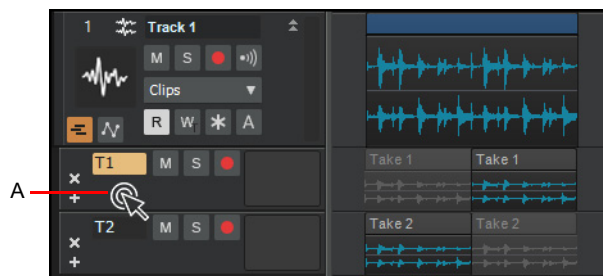 1 Track 1
M S
Clips
R W * A
A
T1 M S
Take 1 Take 1
T2 M S
Take 2 Take 2